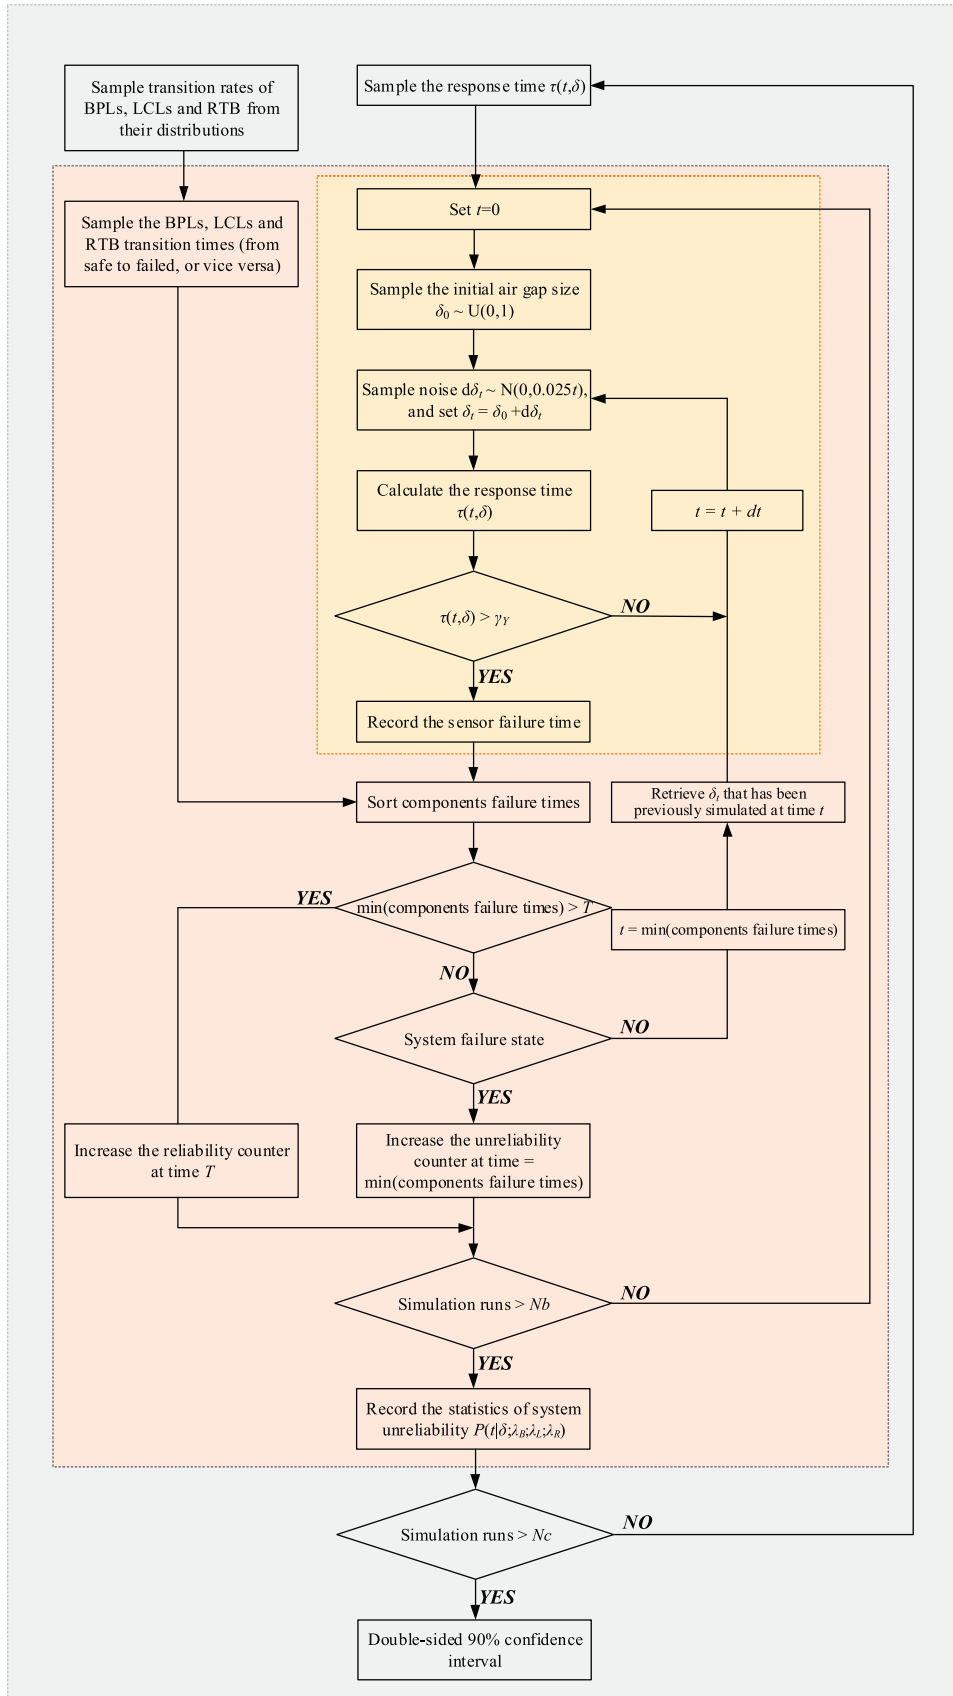 Sample transition rates of
BPLs, LCLs and RTB from
their distributions
Sample the response time τ(t,δ)
Sample the BPLs, LCLs and
RTB transition times (from
safe to failed, or vice versa)
Set t=0
Sample the initial air gap size
δ₀ ~ U(0,1)
Sample noise dδₜ ~ N(0,0.025t),
and set δₜ = δ₀ +dδₜ
Calculate the response time
τ(t,δ)
t = t + dt
τ(t,δ) > γ_Y
NO
YES
Record the sensor failure time
Sort components failure times
Retrieve δₜ that has been
previously simulated at time t
YES
min(components failure times) > T
t = min(components failure times)
NO
System failure state
NO
YES
Increase the reliability counter
at time T
Increase the unreliability
counter at time =
min(components failure times)
Simulation runs > Nb
NO
YES
Record the statistics of system
unreliability P(t|δ;λ_B;λ_L;λ_R)
Simulation runs > Nc
NO
YES
Double-sided 90% confidence
interval